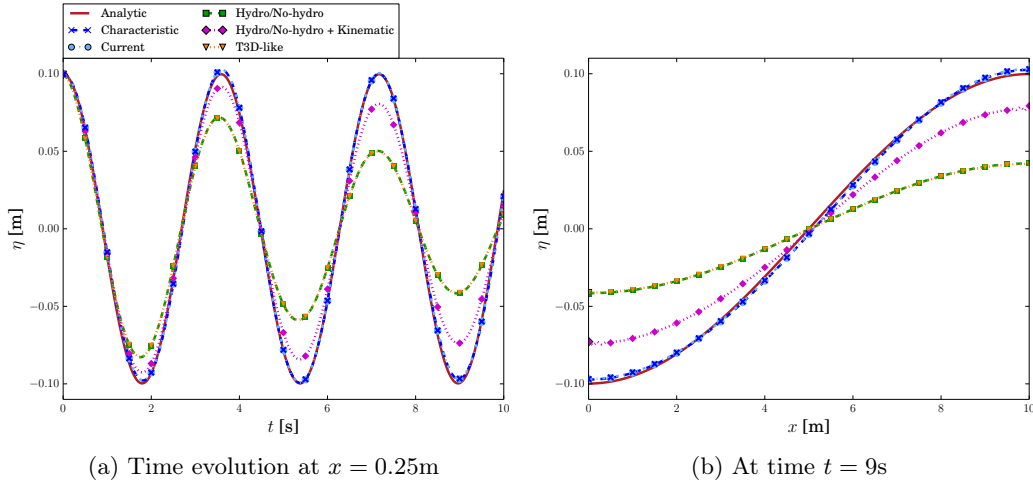 Analytic
Characteristic
Current
Hydro/No-hydro
Hydro/No-hydro + Kinematic
T3D-like
0.10
0.05
0.00
−0.05
−0.10
η [m]
0 2 4 6 8 10
t [s]
(a) Time evolution at x = 0.25m
0.10
0.05
0.00
−0.05
−0.10
η [m]
0 2 4 6 8 10
x [m]
(b) At time t = 9s